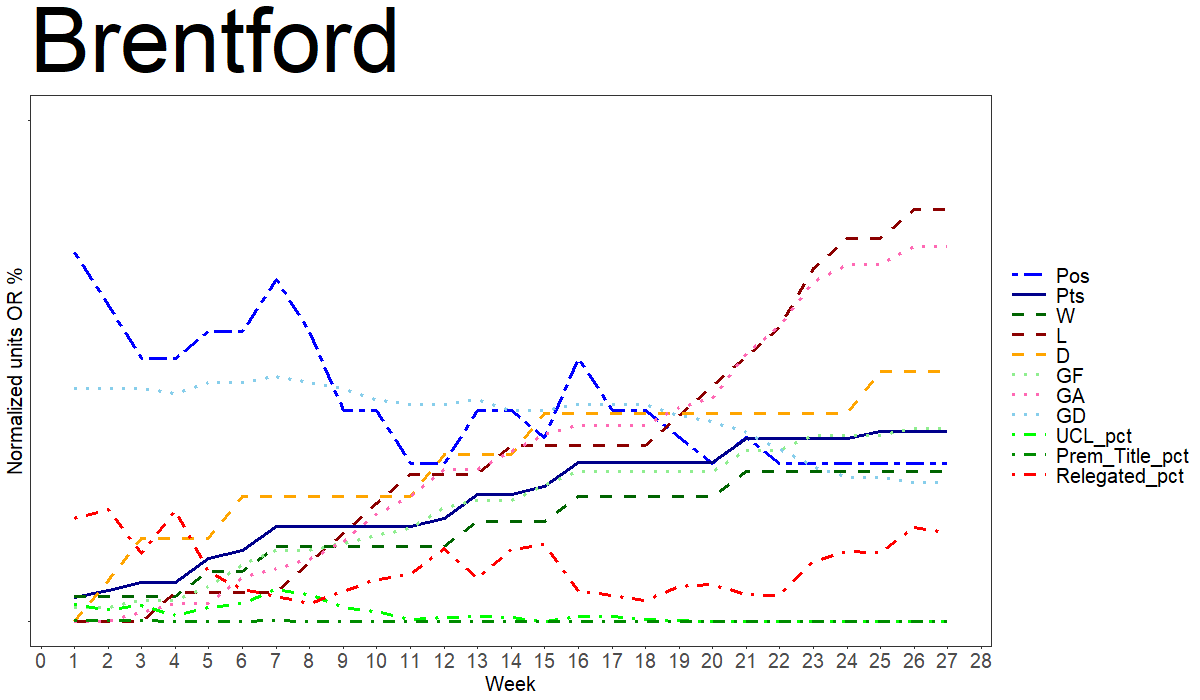 Brentford
Normalized units OR %
Pos
Pts
W
L
D
GF
GA
GD
UCL_pct
Prem_Title_pct
Relegated_pct
0 1 2 3 4 5 6 7 8 9 10 11 12 13 14 15 16 17 18 19 20 21 22 23 24 25 26 27 28
Week